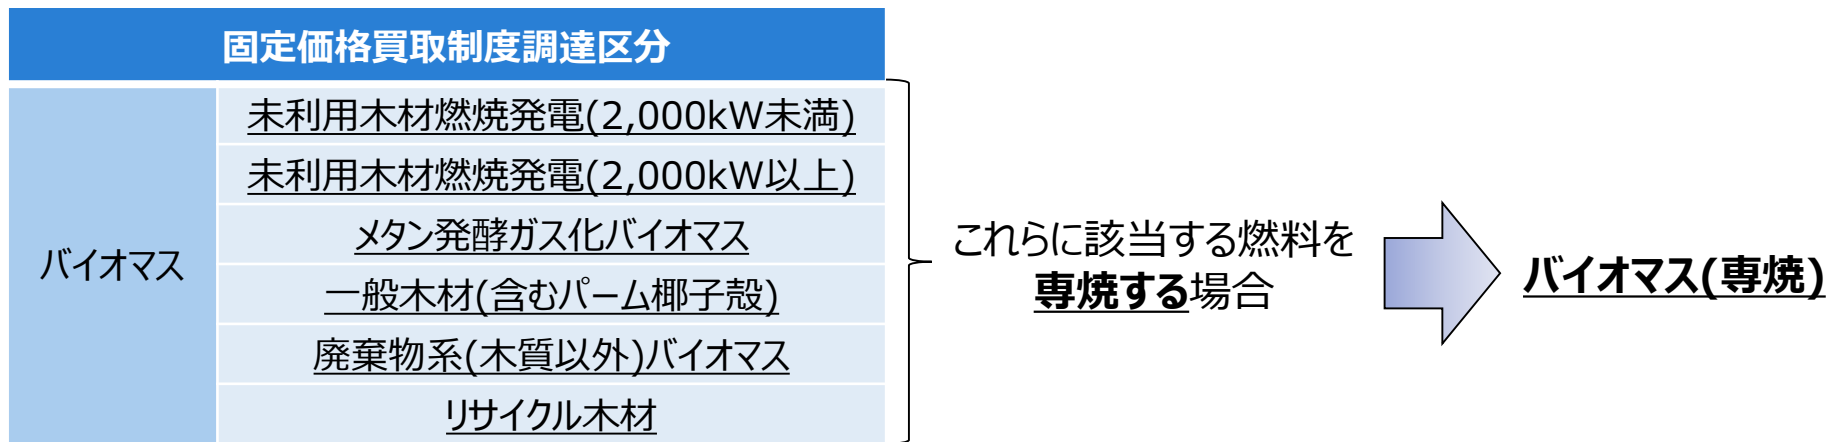 固定価格買取制度調達区分
バイオマス
未利用木材燃焼発電(2,000kW未満)
未利用木材燃焼発電(2,000kW以上)
メタン発酵ガス化バイオマス
一般木材(含むパーム椰子殻)
廃棄物系(木質以外)バイオマス
リサイクル木材
これらに該当する燃料を
専焼する場合
バイオマス(専焼)